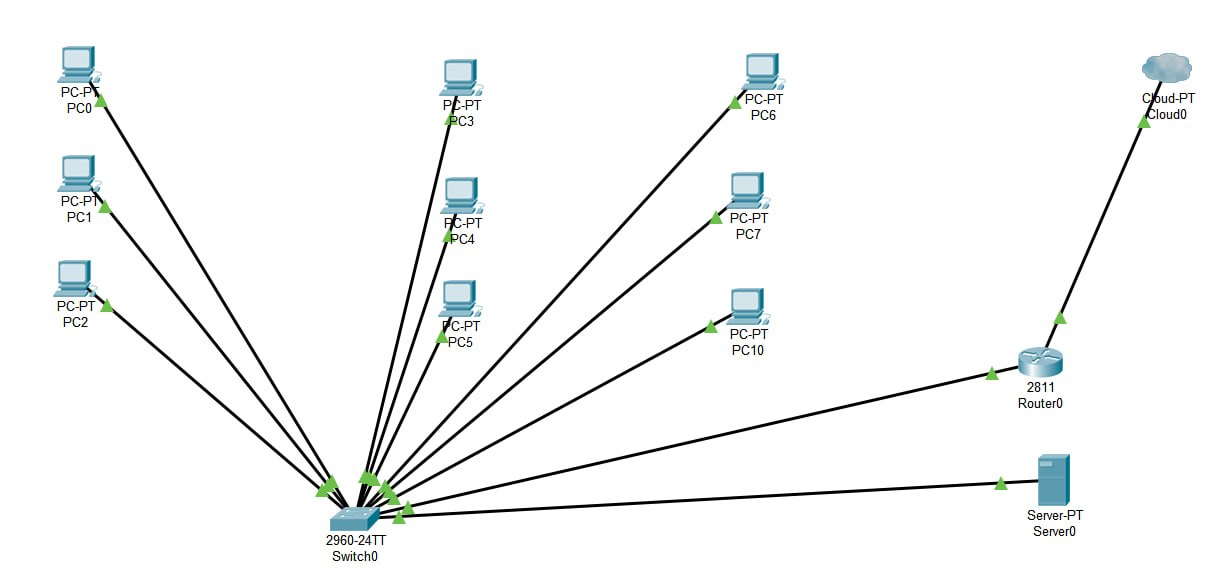 PC-PT
PC0
PC-PT
PC1
PC-PT
PC2
PC-PT
PC3
PC-PT
PC4
PC-PT
PC5
PC-PT
PC6
PC-PT
PC7
PC-PT
PC10
Cloud-PT
Cloud0
2811
Router0
Server-PT
Server0
2960-24TT
Switch0